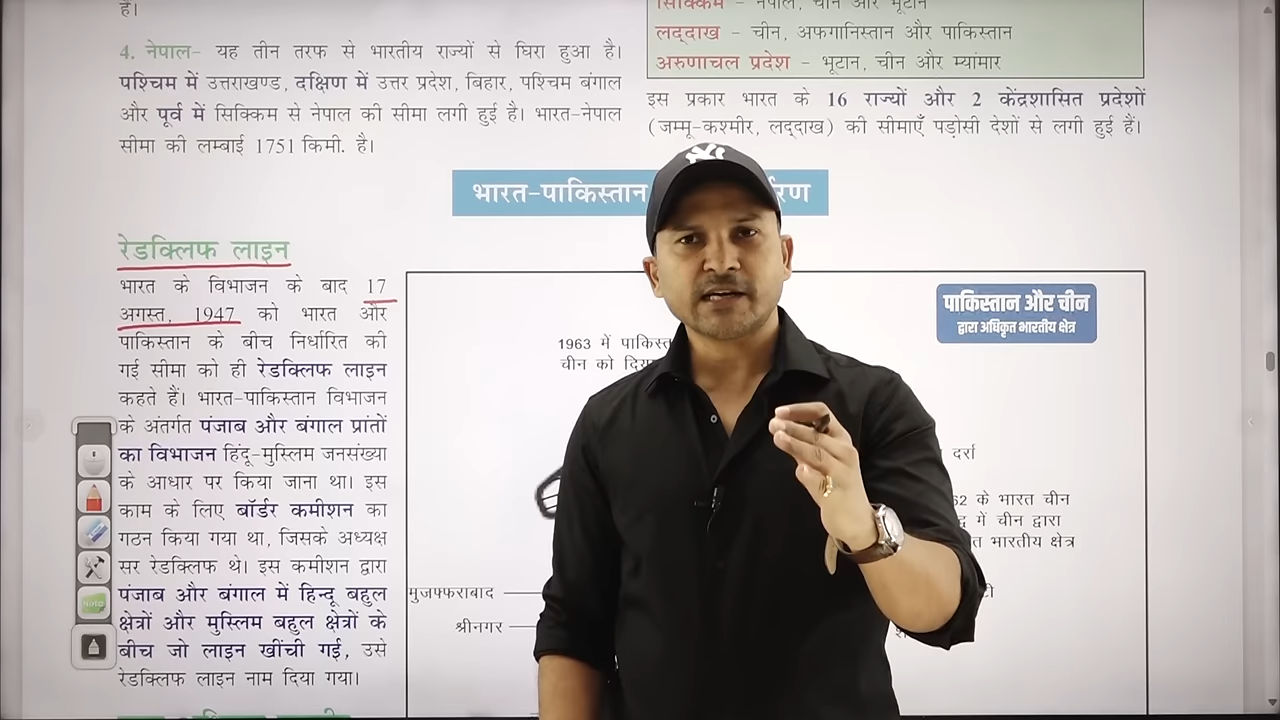 हैं।
4. नेपाल– यह तीन तरफ से भारतीय राज्यों से घिरा हुआ है।
पश्चिम में उत्तराखण्ड, दक्षिण में उत्तर प्रदेश, बिहार, पश्चिम बंगाल
और पूर्व में सिक्किम से नेपाल की सीमा लगी हुई है। भारत-नेपाल
सीमा की लम्बाई 1751 किमी. है।
सिक्किम – नेपाल, चीन और भूटान
लद्दाख – चीन, अफगानिस्तान और पाकिस्तान
अरुणाचल प्रदेश – भूटान, चीन और म्यांमार
इस प्रकार भारत के 16 राज्यों और 2 केंद्रशासित प्रदेशों
(जम्मू-कश्मीर, लद्दाख) की सीमाएँ पड़ोसी देशों से लगी हुई हैं।
भारत-पाकिस्तान
रेडक्लिफ लाइन
भारत के विभाजन के बाद 17
अगस्त, 1947 को भारत और
पाकिस्तान के बीच निर्धारित की
गई सीमा को ही रेडक्लिफ लाइन
कहते हैं। भारत-पाकिस्तान विभाजन
के अंतर्गत पंजाब और बंगाल प्रांतों
का विभाजन हिंदू-मुस्लिम जनसंख्या
के आधार पर किया जाना था। इस
काम के लिए बॉर्डर कमीशन का
गठन किया गया था, जिसके अध्यक्ष
सर रेडक्लिफ थे। इस कमीशन द्वारा
पंजाब और बंगाल में हिन्दू बहुल
क्षेत्रों और मुस्लिम बहुल क्षेत्रों के
बीच जो लाइन खींची गई, उसे
रेडक्लिफ लाइन नाम दिया गया।
पाकिस्तान और चीन
द्वारा अधिकृत भारतीय क्षेत्र
1963 में
चीन को
दर्रा
के भारत चीन
में चीन द्वारा
भारतीय क्षेत्र
मुजफ्फराबाद
श्रीनगर
Note